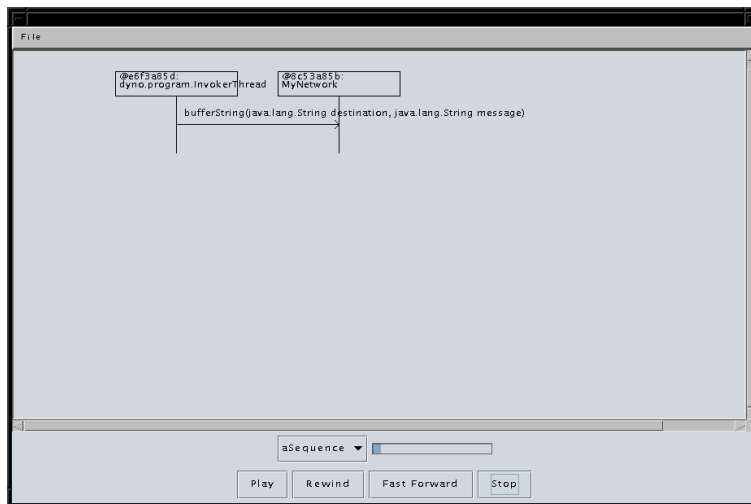 File
@e6f3a85d:
dyno.program.InvokerThread
@8c53a85b:
MyNetwork
bufferString(java.lang.String destination, java.lang.String message)
aSequence
Play
Rewind
Fast Forward
Stop